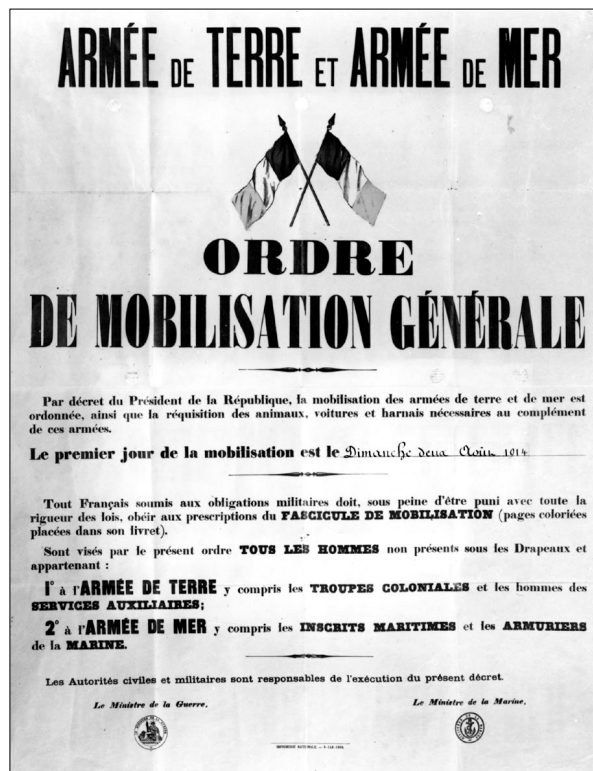 ARMÉE DE TERRE ET ARMÉE DE MER
ORDRE
DE MOBILISATION GÉNÉRALE
Par décret du Président de la République, la mobilisation des armées de terre et de mer est
ordonnée, ainsi que la réquisition des animaux, voitures et harnais nécessaires au complément
de ces armées.
Le premier jour de la mobilisation est le Dimanche deux Août 1914
Tout Français soumis aux obligations militaires doit, sous peine d'être puni avec toute la
rigueur des lois, obéir aux prescriptions du FASCICULE DE MOBILISATION (pages coloriées
placées dans son livret).
Sont visés par le présent ordre TOUS LES HOMMES non présents sous les Drapeaux et
appartenant :
1° à l'ARMÉE DE TERRE y compris les TROUPES COLONIALES et les hommes des
SERVICES AUXILIAIRES;
2° à l'ARMÉE DE MER y compris les INSCRITS MARITIMES et les ARMURIERS
de la MARINE.
Les Autorités civiles et militaires sont responsables de l'exécution du présent décret.
Le Ministre de la Guerre,
Le Ministre de la Marine,
IMPRIMERIE NATIONALE.